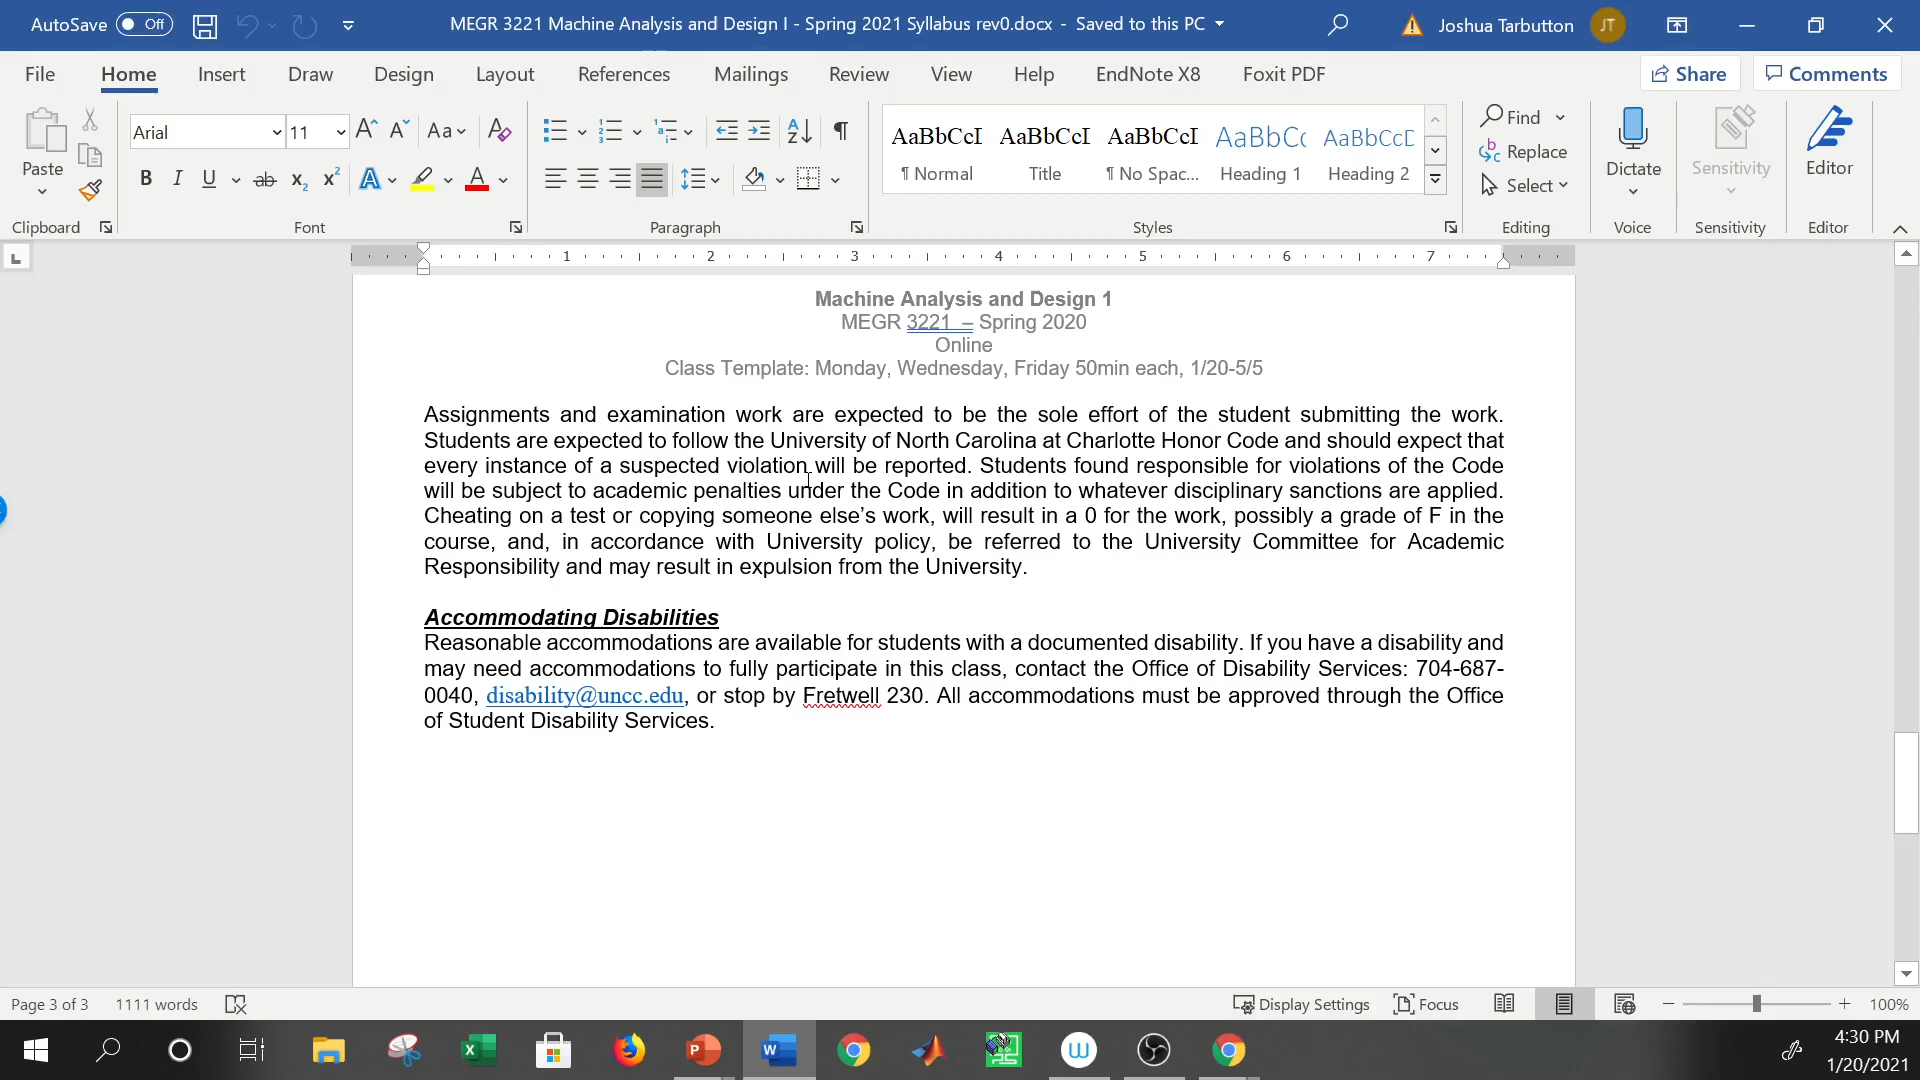 AutoSave Off MEGR 3221 Machine Analysis and Design I - Spring 2021 Syllabus rev0.docx - Saved to this PC Joshua Tarbutton JT
File Home Insert Draw Design Layout References Mailings Review View Help EndNote X8 Foxit PDF Share Comments
Paste
Clipboard
Arial 11 Aa
B I U ab x2 x2 A A
Font
Paragraph
AaBbCcI AaBbCcI AaBbCcI AaBbCc AaBbCcD
¶ Normal Title ¶ No Spac... Heading 1 Heading 2
Styles
Find
Replace
Select
Editing
Dictate
Voice
Sensitivity
Sensitivity
Editor
Editor
1 2 3 4 5 6 7
Machine Analysis and Design 1
MEGR 3221 – Spring 2020
Online
Class Template: Monday, Wednesday, Friday 50min each, 1/20-5/5
Assignments and examination work are expected to be the sole effort of the student submitting the work.
Students are expected to follow the University of North Carolina at Charlotte Honor Code and should expect that
every instance of a suspected violation will be reported. Students found responsible for violations of the Code
will be subject to academic penalties under the Code in addition to whatever disciplinary sanctions are applied.
Cheating on a test or copying someone else’s work, will result in a 0 for the work, possibly a grade of F in the
course, and, in accordance with University policy, be referred to the University Committee for Academic
Responsibility and may result in expulsion from the University.
Accommodating Disabilities
Reasonable accommodations are available for students with a documented disability. If you have a disability and
may need accommodations to fully participate in this class, contact the Office of Disability Services: 704-687-
0040, disability@uncc.edu, or stop by Fretwell 230. All accommodations must be approved through the Office
of Student Disability Services.
Page 3 of 3 1111 words Display Settings Focus 100%
4:30 PM
1/20/2021